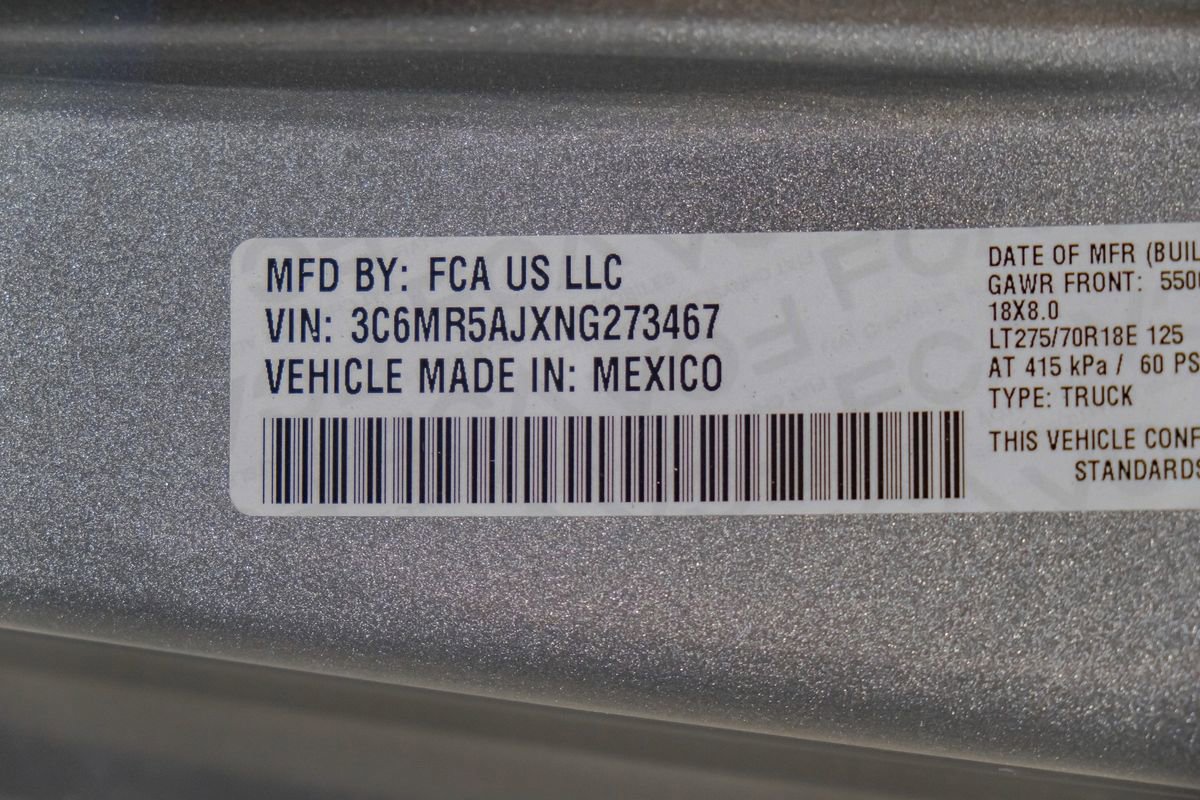 MFD BY: FCA US LLC
VIN: 3C6MR5AJXNG273467
VEHICLE MADE IN: MEXICO
DATE OF MFR (BUIL
GAWR FRONT: 550
18X8.0
LT275/70R18E 125
AT 415 kPa / 60 PS
TYPE: TRUCK
THIS VEHICLE CONF
STANDARDS